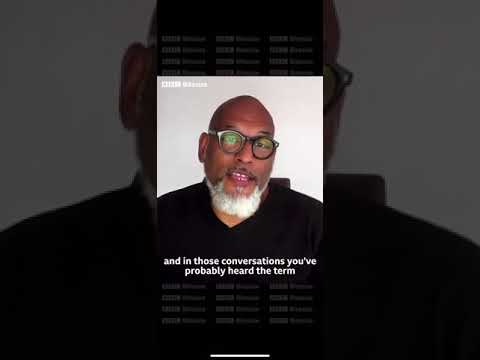 BBC Bitesize
and in those conversations you've
probably heard the term